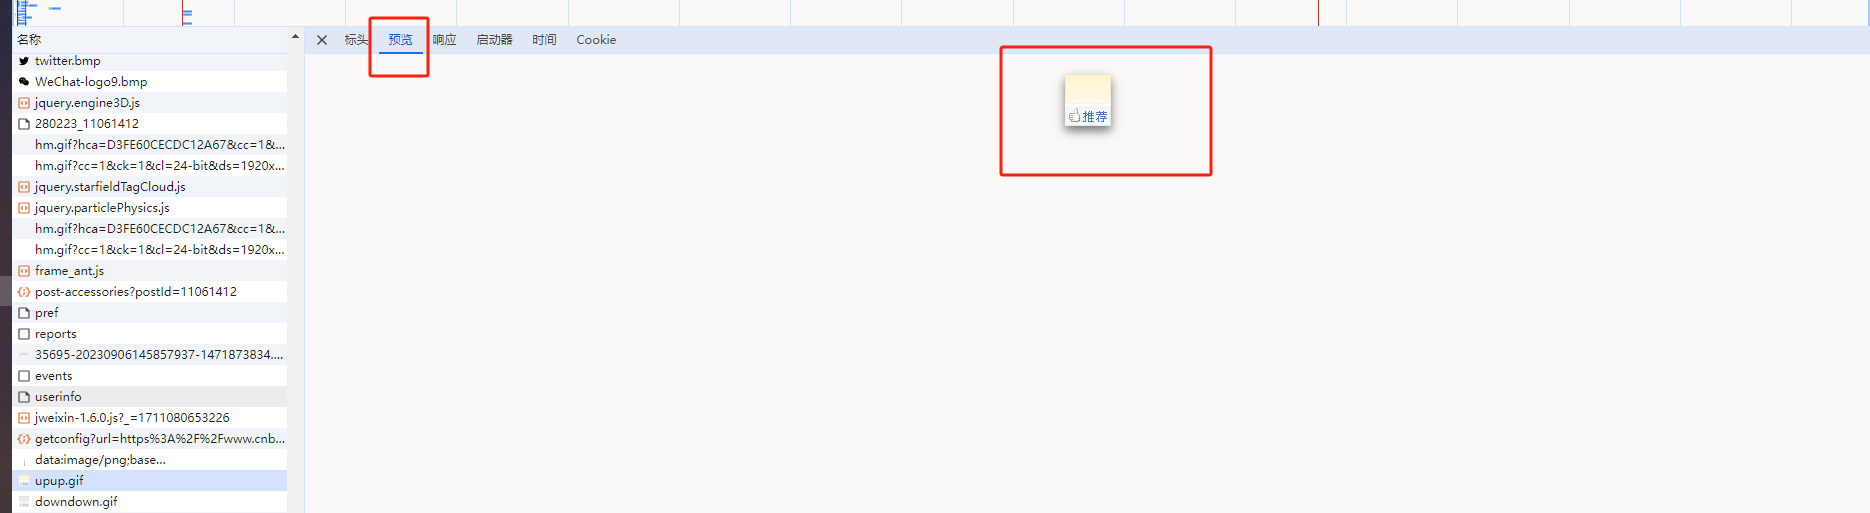 名称
标头 预览 响应 启动器 时间 Cookie
twitter.bmp
WeChat-logo9.bmp
jquery.engine3D.js
280223_11061412
hm.gif?hca=D3FE60CECDC12A67&cc=1&...
hm.gif?cc=1&ck=1&cl=24-bit&ds=1920x...
jquery.starfieldTagCloud.js
jquery.particlePhysics.js
hm.gif?hca=D3FE60CECDC12A67&cc=1&...
hm.gif?cc=1&ck=1&cl=24-bit&ds=1920x...
frame_ant.js
post-accessories?postId=11061412
pref
reports
35695-20230906145857937-1471873834....
events
userinfo
jweixin-1.6.0.js?_=1711080653226
getconfig?url=https%3A%2F%2Fwww.cnb...
data:image/png;base...
upup.gif
downdown.gif
推荐